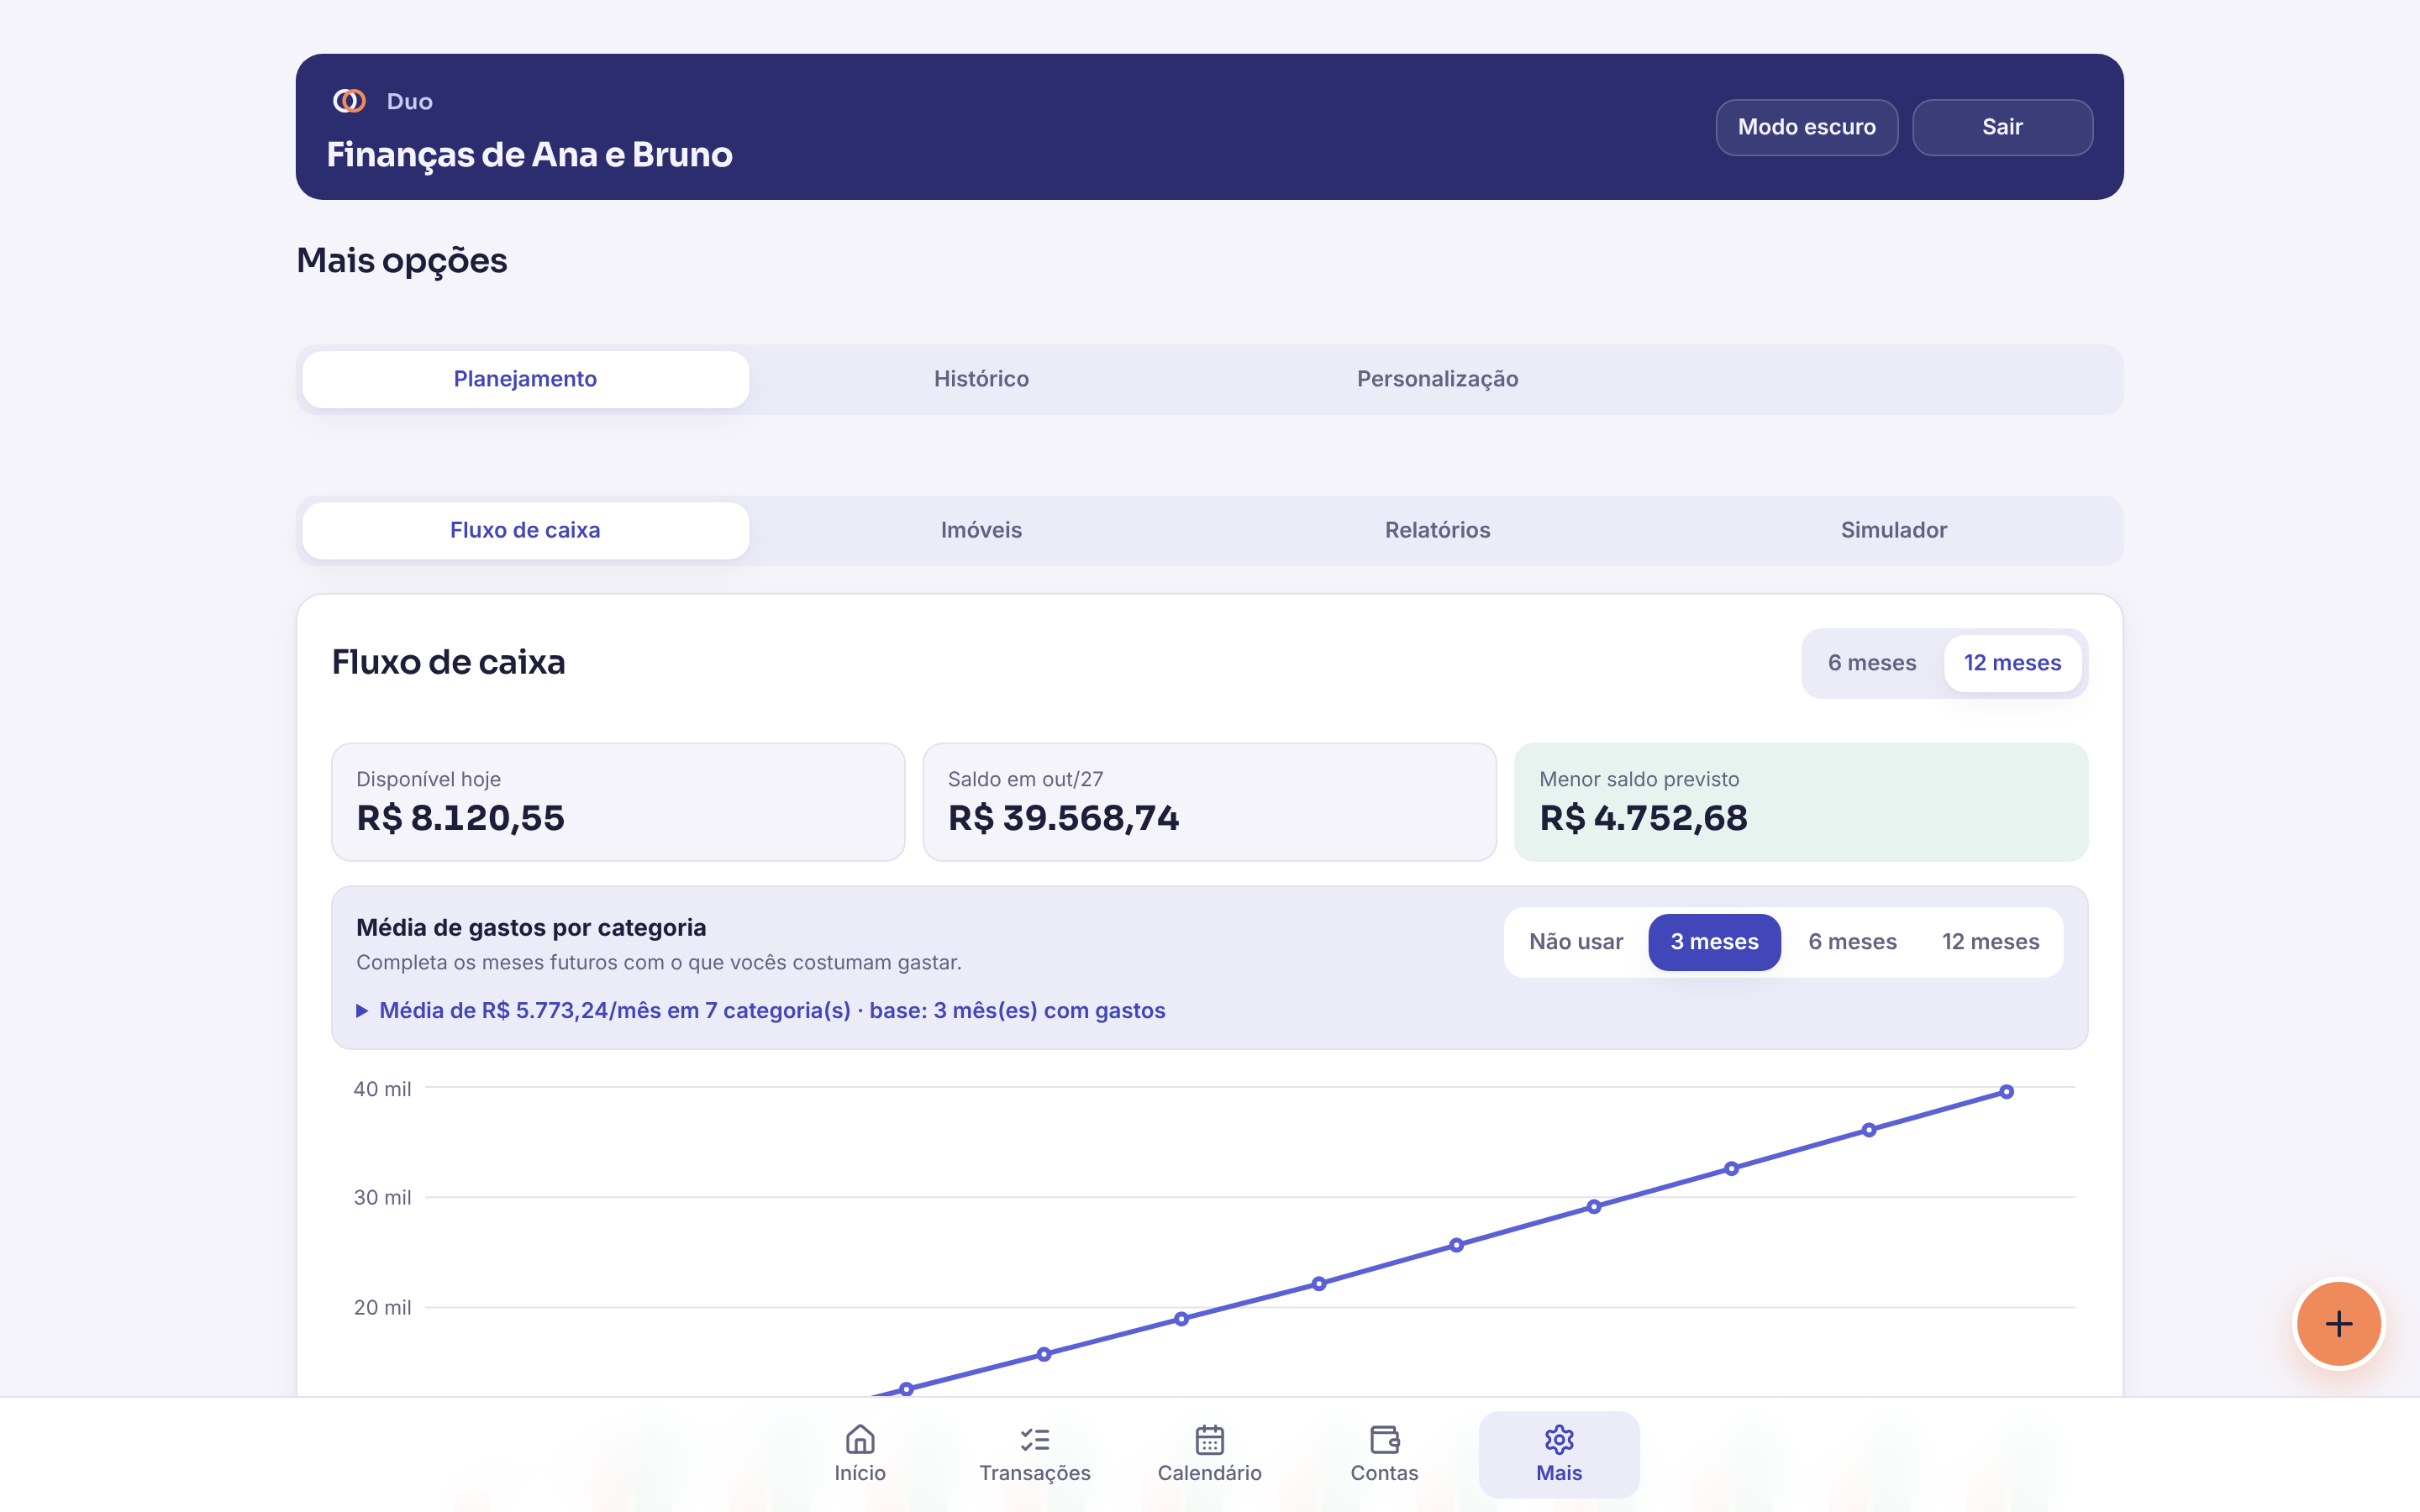 Duo
Finanças de Ana e Bruno
Modo escuro
Sair
Mais opções
Planejamento
Histórico
Personalização
Fluxo de caixa
Imóveis
Relatórios
Simulador
Fluxo de caixa
6 meses
12 meses
Disponível hoje
R$ 8.120,55
Saldo em out/27
R$ 39.568,74
Menor saldo previsto
R$ 4.752,68
Média de gastos por categoria
Completa os meses futuros com o que vocês costumam gastar.
Não usar
3 meses
6 meses
12 meses
Média de R$ 5.773,24/mês em 7 categoria(s) · base: 3 mês(es) com gastos
40 mil
30 mil
20 mil
Início
Transações
Calendário
Contas
Mais